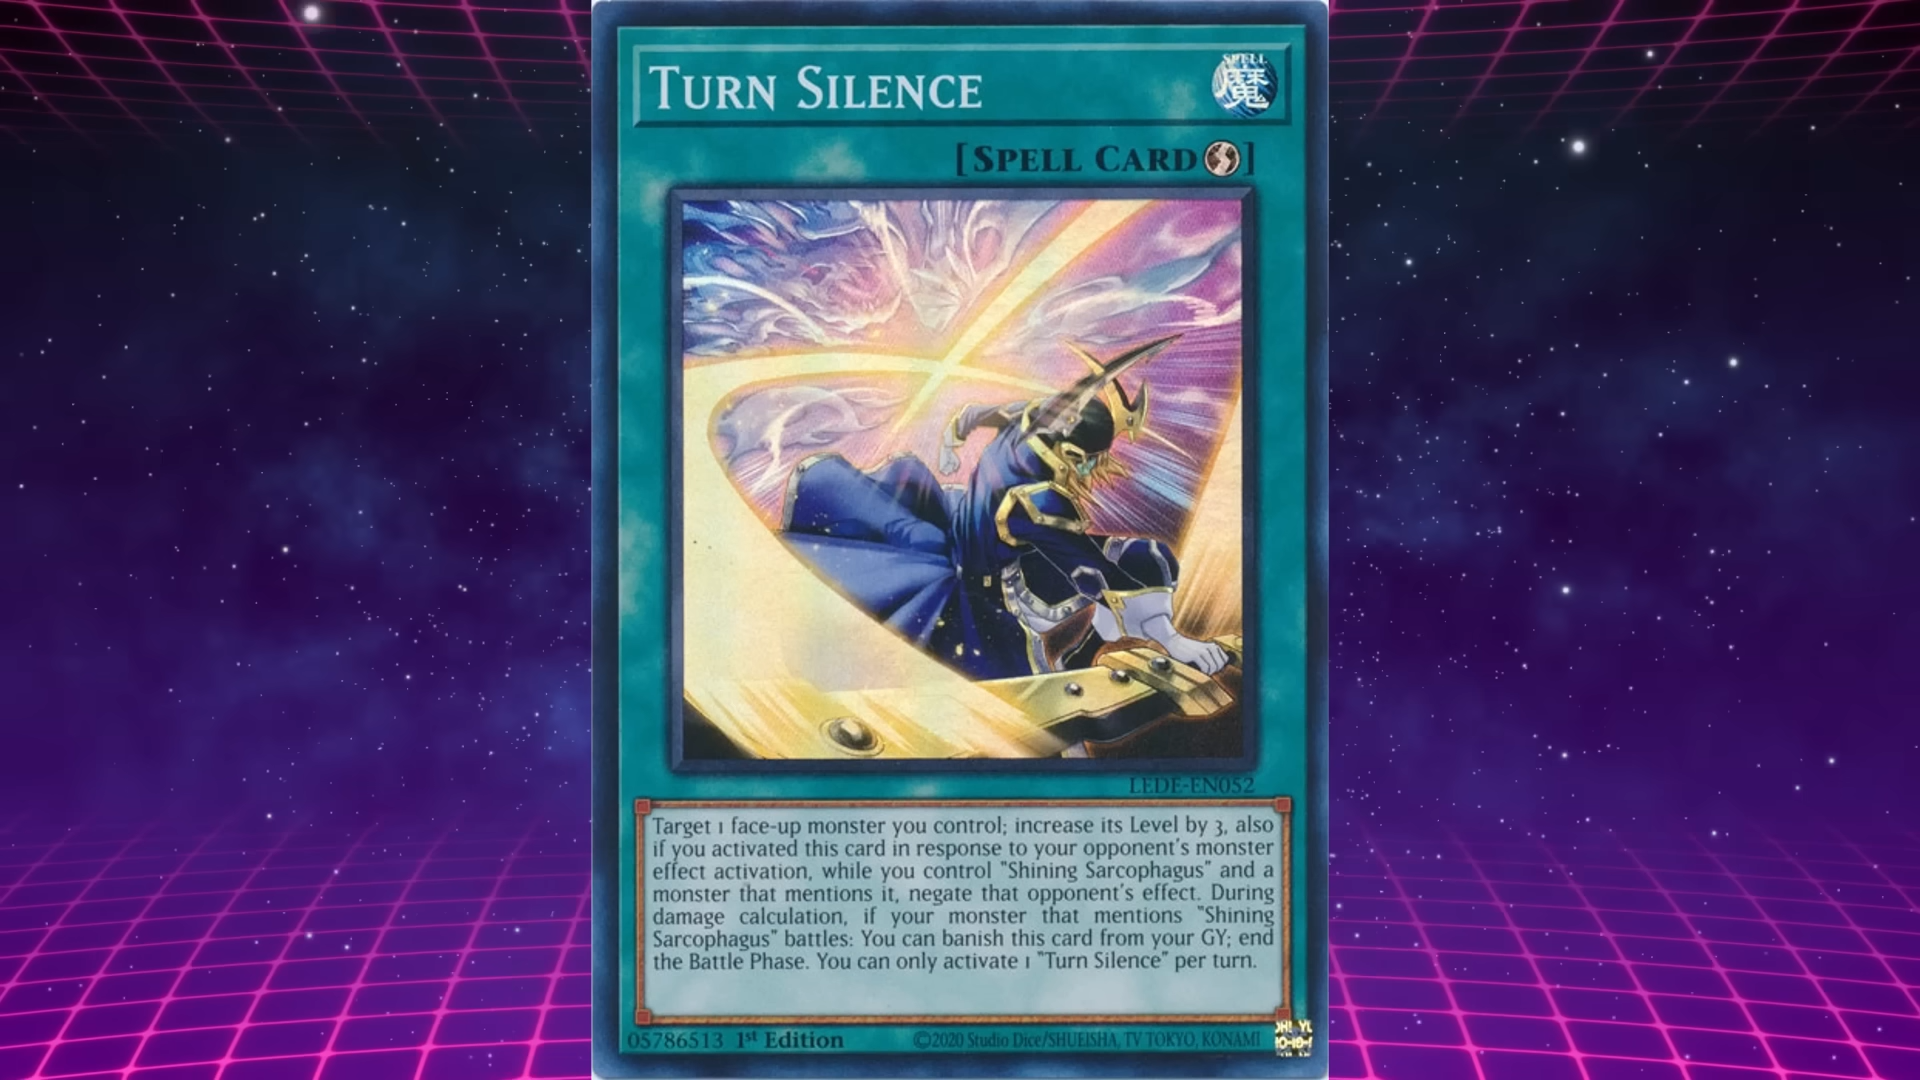 TURN SILENCE
SPELL
魔
[SPELL CARD]
LEDE-EN052
Target 1 face-up monster you control; increase its Level by 3, also
if you activated this card in response to your opponent's monster
effect activation, while you control "Shining Sarcophagus" and a
monster that mentions it, negate that opponent's effect. During
damage calculation, if your monster that mentions "Shining
Sarcophagus" battles: You can banish this card from your GY; end
the Battle Phase. You can only activate 1 "Turn Silence" per turn.
05786513 1st Edition ©2020 Studio Dice/SHUEISHA, TV TOKYO, KONAMI